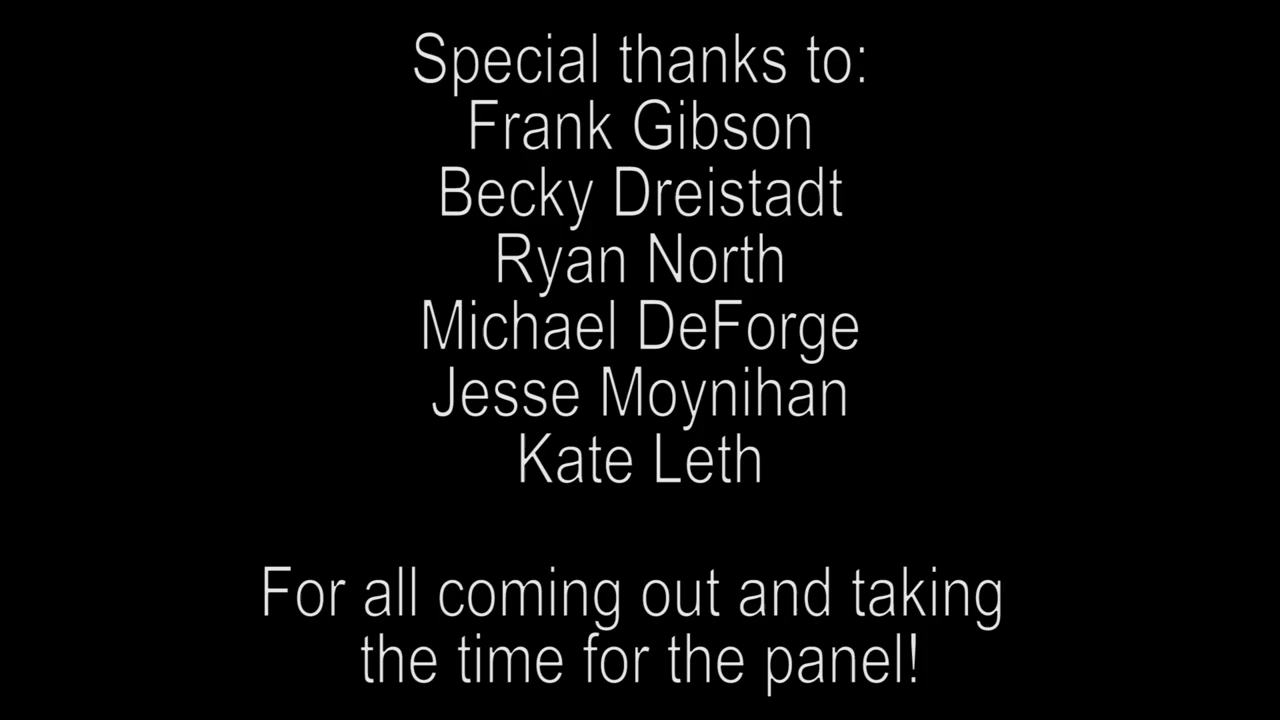 Special thanks to:
Frank Gibson
Becky Dreistadt
Ryan North
Michael DeForge
Jesse Moynihan
Kate Leth
For all coming out and taking
the time for the panel!